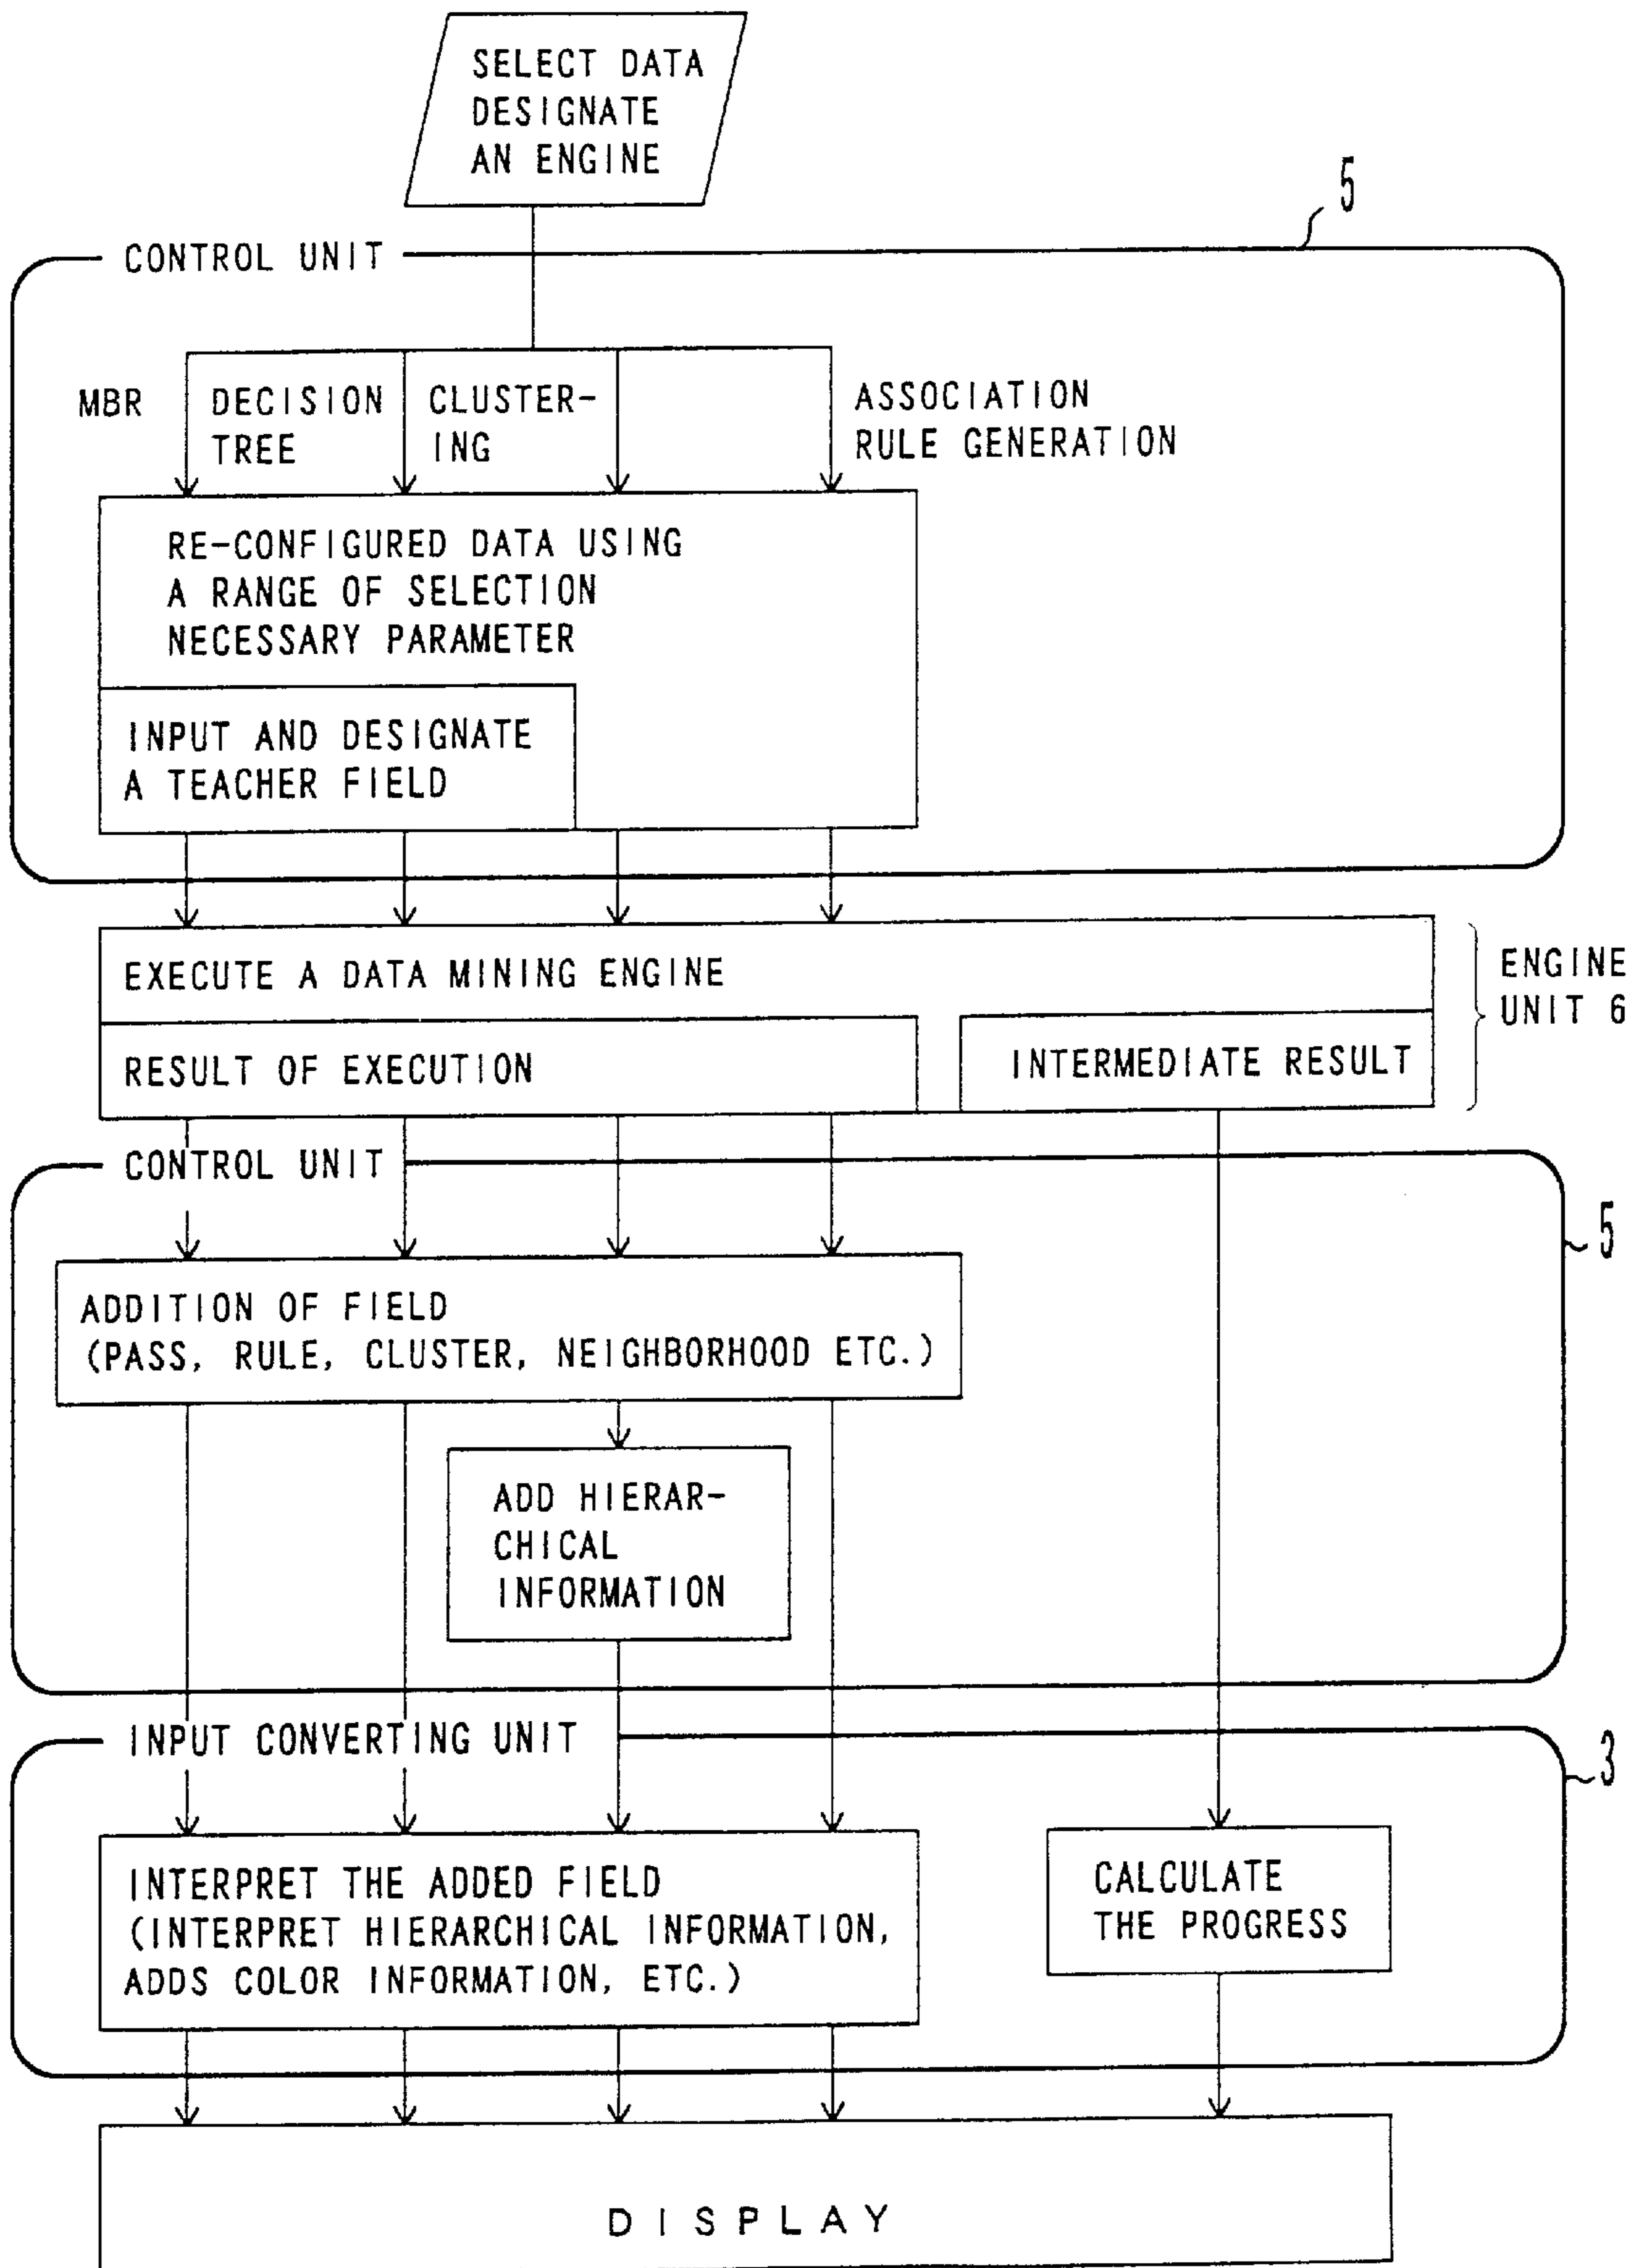 SELECT DATA
DESIGNATE
AN ENGINE
5
CONTROL UNIT
MBR
DECISION
TREE
CLUSTER-
ING
ASSOCIATION
RULE GENERATION
RE-CONFIGURED DATA USING
A RANGE OF SELECTION
NECESSARY PARAMETER
INPUT AND DESIGNATE
A TEACHER FIELD
EXECUTE A DATA MINING ENGINE
ENGINE
UNIT 6
RESULT OF EXECUTION
INTERMEDIATE RESULT
CONTROL UNIT
5
ADDITION OF FIELD
(PASS, RULE, CLUSTER, NEIGHBORHOOD ETC.)
ADD HIERAR-
CHICAL
INFORMATION
INPUT CONVERTING UNIT
3
INTERPRET THE ADDED FIELD
(INTERPRET HIERARCHICAL INFORMATION,
ADDS COLOR INFORMATION, ETC.)
CALCULATE
THE PROGRESS
DISPLAY